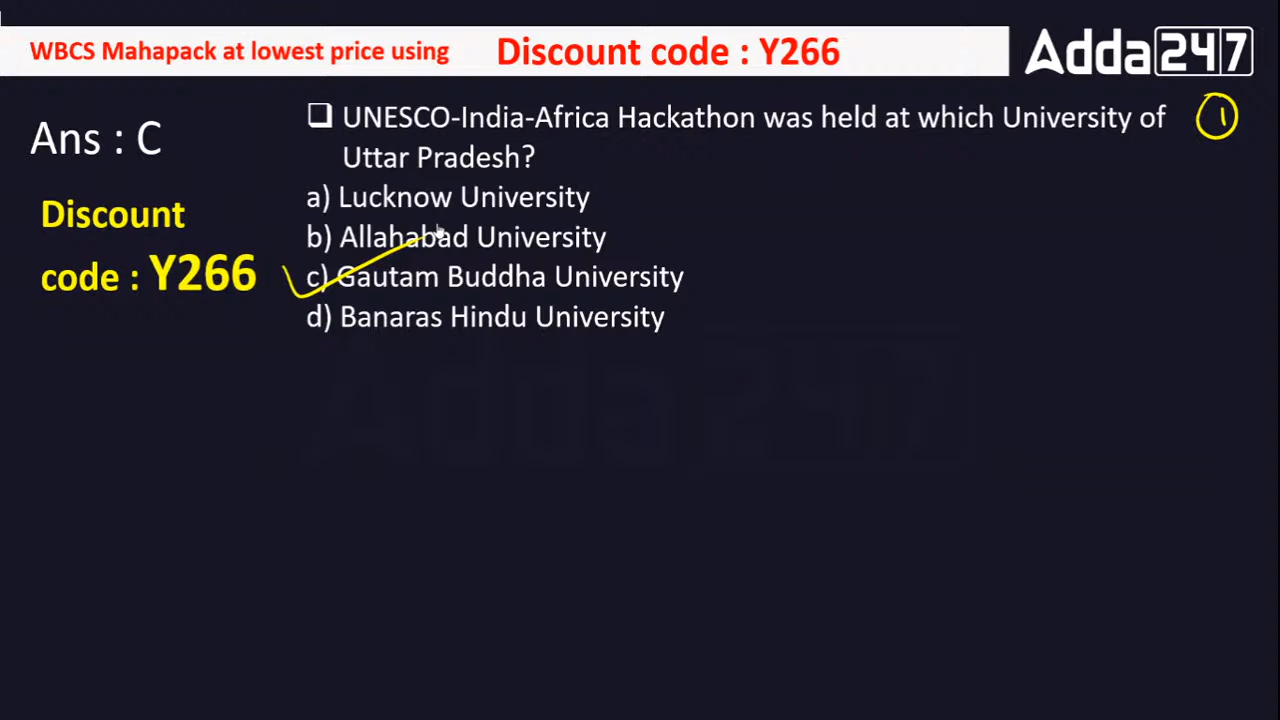 WBCS Mahapack at lowest price using Discount code : Y266
Adda247
Ans : C
Discount
code : Y266
❑ UNESCO-India-Africa Hackathon was held at which University of
Uttar Pradesh?
a) Lucknow University
b) Allahabad University
c) Gautam Buddha University
d) Banaras Hindu University
1
Adda247